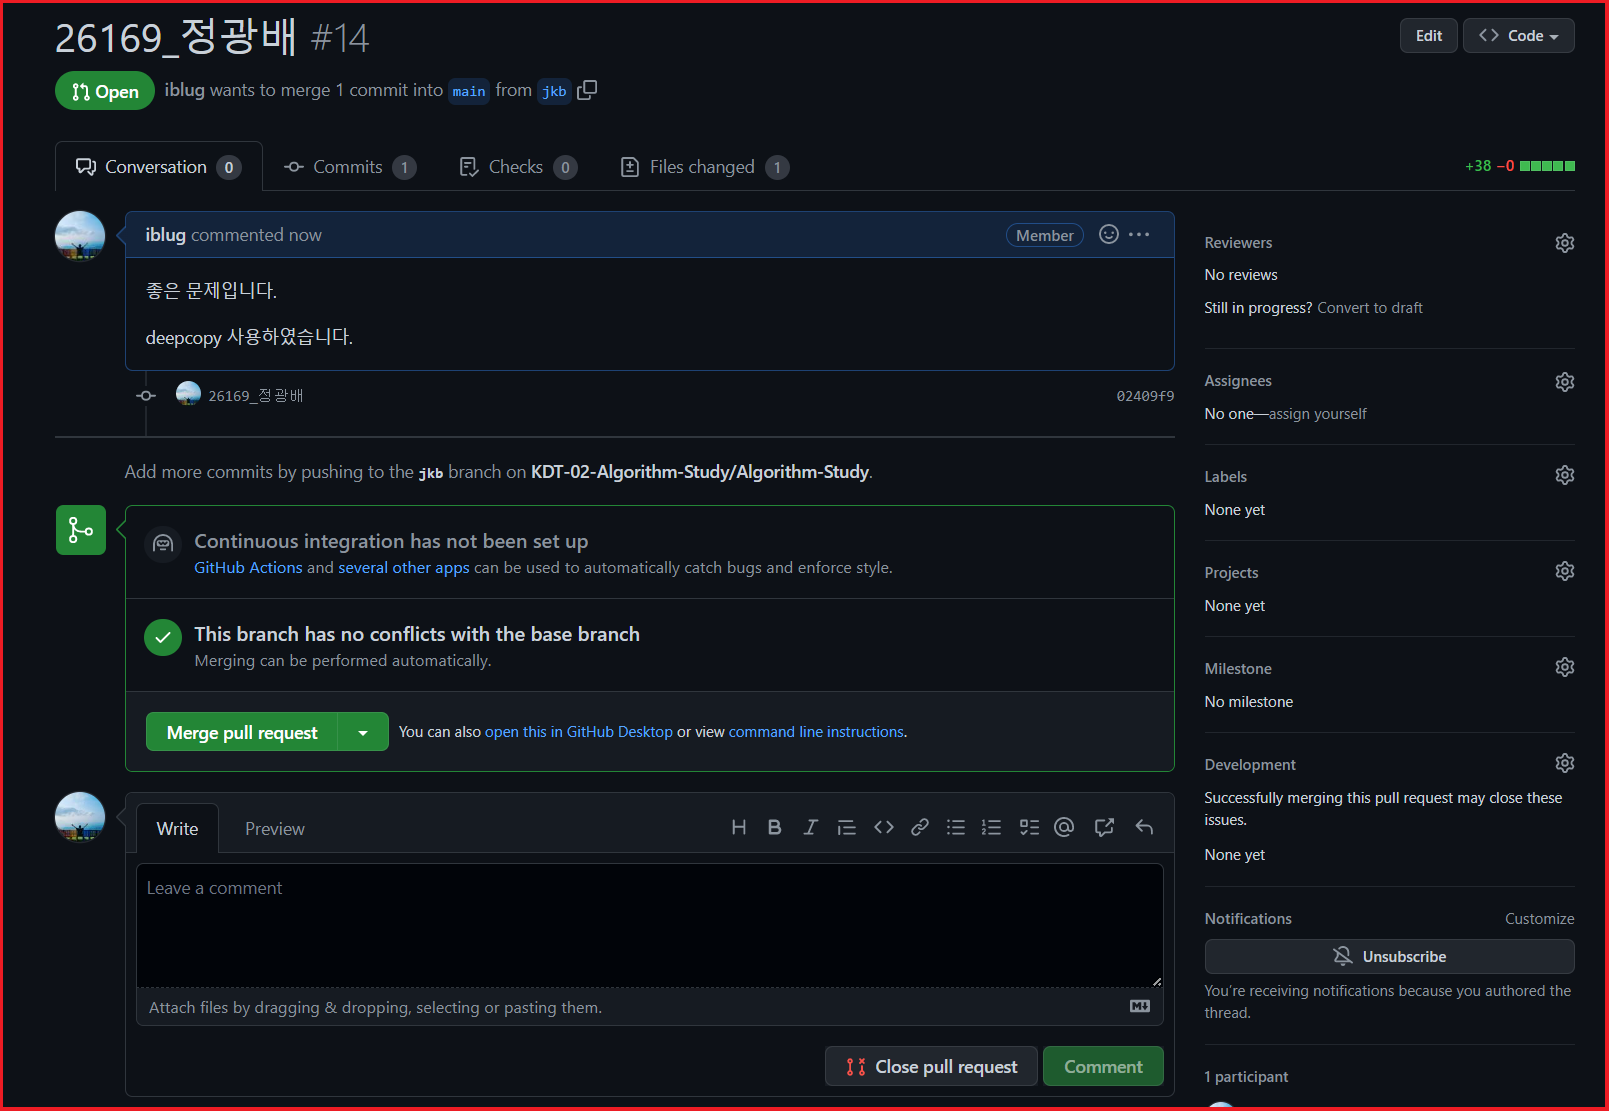 26169_정광배 #14
Edit
<> Code
Open
iblug wants to merge 1 commit into main from jkb
Conversation 0
Commits 1
Checks 0
Files changed 1
+38 −0
iblug commented now
Member
좋은 문제입니다.
deepcopy 사용하였습니다.
26169_정광배
02409f9
Add more commits by pushing to the jkb branch on KDT-02-Algorithm-Study/Algorithm-Study.
Continuous integration has not been set up
GitHub Actions and several other apps can be used to automatically catch bugs and enforce style.
This branch has no conflicts with the base branch
Merging can be performed automatically.
Merge pull request
You can also open this in GitHub Desktop or view command line instructions.
Write
Preview
Leave a comment
Attach files by dragging & dropping, selecting or pasting them.
Close pull request
Comment
Reviewers
No reviews
Still in progress? Convert to draft
Assignees
No one—assign yourself
Labels
None yet
Projects
None yet
Milestone
No milestone
Development
Successfully merging this pull request may close these
issues.
None yet
Notifications
Customize
Unsubscribe
You're receiving notifications because you authored the
thread.
1 participant